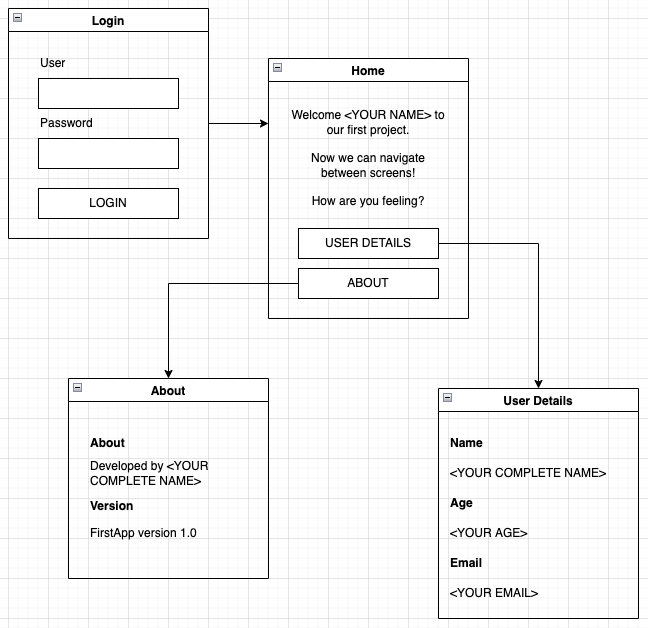 Login
User
Password
LOGIN
Home
Welcome <YOUR NAME> to
our first project.
Now we can navigate
between screens!
How are you feeling?
USER DETAILS
ABOUT
About
About
Developed by <YOUR
COMPLETE NAME>
Version
FirstApp version 1.0
User Details
Name
<YOUR COMPLETE NAME>
Age
<YOUR AGE>
Email
<YOUR EMAIL>